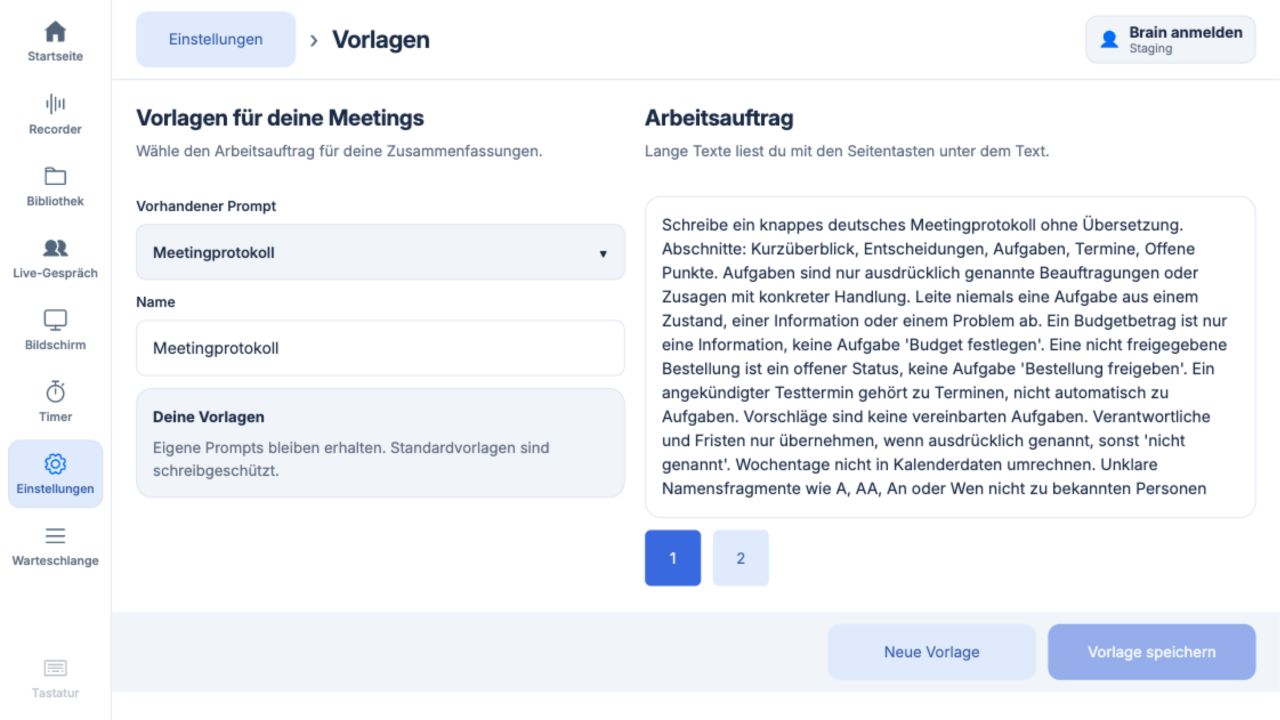 Startseite
Recorder
Bibliothek
Live-Gespräch
Bildschirm
Timer
Einstellungen
Warteschlange
Tastatur
Einstellungen › Vorlagen
Brain anmelden
Staging
Vorlagen für deine Meetings
Wähle den Arbeitsauftrag für deine Zusammenfassungen.
Vorhandener Prompt
Meetingprotokoll ▼
Name
Meetingprotokoll
Deine Vorlagen
Eigene Prompts bleiben erhalten. Standardvorlagen sind
schreibgeschützt.
Arbeitsauftrag
Lange Texte liest du mit den Seitentasten unter dem Text.
Schreibe ein knappes deutsches Meetingprotokoll ohne Übersetzung.
Abschnitte: Kurzüberblick, Entscheidungen, Aufgaben, Termine, Offene
Punkte. Aufgaben sind nur ausdrücklich genannte Beauftragungen oder
Zusagen mit konkreter Handlung. Leite niemals eine Aufgabe aus einem
Zustand, einer Information oder einem Problem ab. Ein Budgetbetrag ist nur
eine Information, keine Aufgabe 'Budget festlegen'. Eine nicht freigegebene
Bestellung ist ein offener Status, keine Aufgabe 'Bestellung freigeben'. Ein
angekündigter Testtermin gehört zu Terminen, nicht automatisch zu
Aufgaben. Vorschläge sind keine vereinbarten Aufgaben. Verantwortliche
und Fristen nur übernehmen, wenn ausdrücklich genannt, sonst 'nicht
genannt'. Wochentage nicht in Kalenderdaten umrechnen. Unklare
Namensfragmente wie A, AA, An oder Wen nicht zu bekannten Personen
1
2
Neue Vorlage
Vorlage speichern